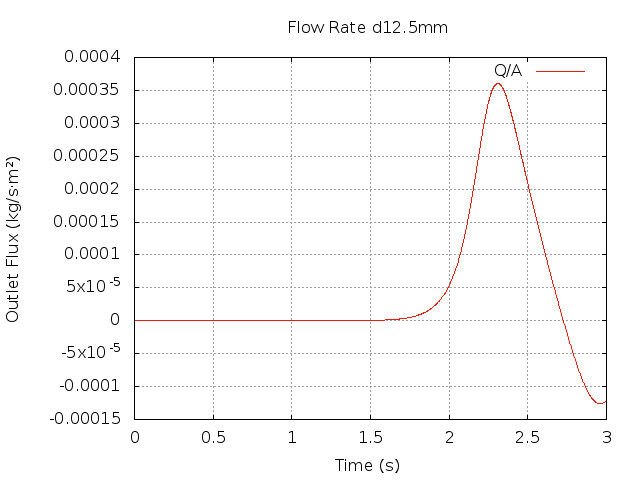 Flow Rate d12.5mm
Q/A
0.0004
0.00035
0.0003
0.00025
0.0002
0.00015
0.0001
5x10⁻⁵
0
-5x10⁻⁵
-0.0001
-0.00015
Outlet Flux (kg/s·m²)
0 0.5 1 1.5 2 2.5 3
Time (s)